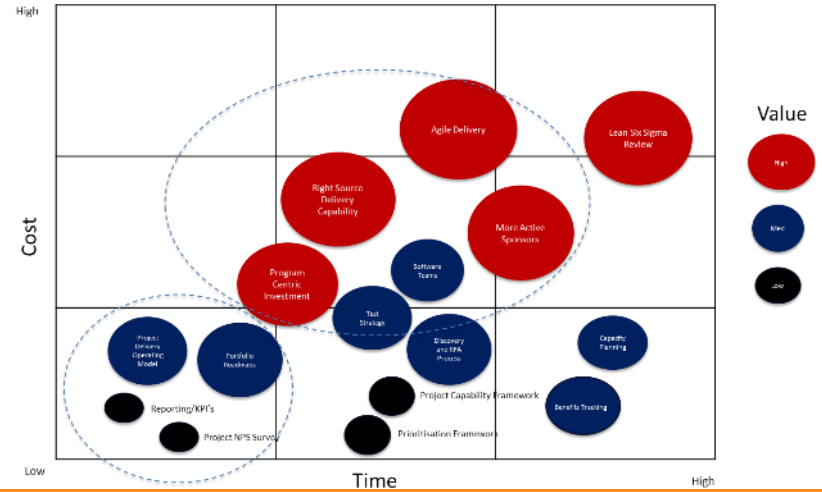 High
Value
Agile Delivery
Lean Six Sigma
Review
High
Right Source
Delivery
Capability
Cost
More Active
Sponsors
Med
Program
Centric
Investment
Software
Teams
Low
Test
Strategy
Project
Delivery
Operating
Model
Portfolio
Roadmaps
Discovery
and RFA
Process
Capacity
Planning
Project Capability Framework
Reporting/KPI's
Benefits Tracking
Project NPS Survey
Prioritisation Framework
Low
Time
High